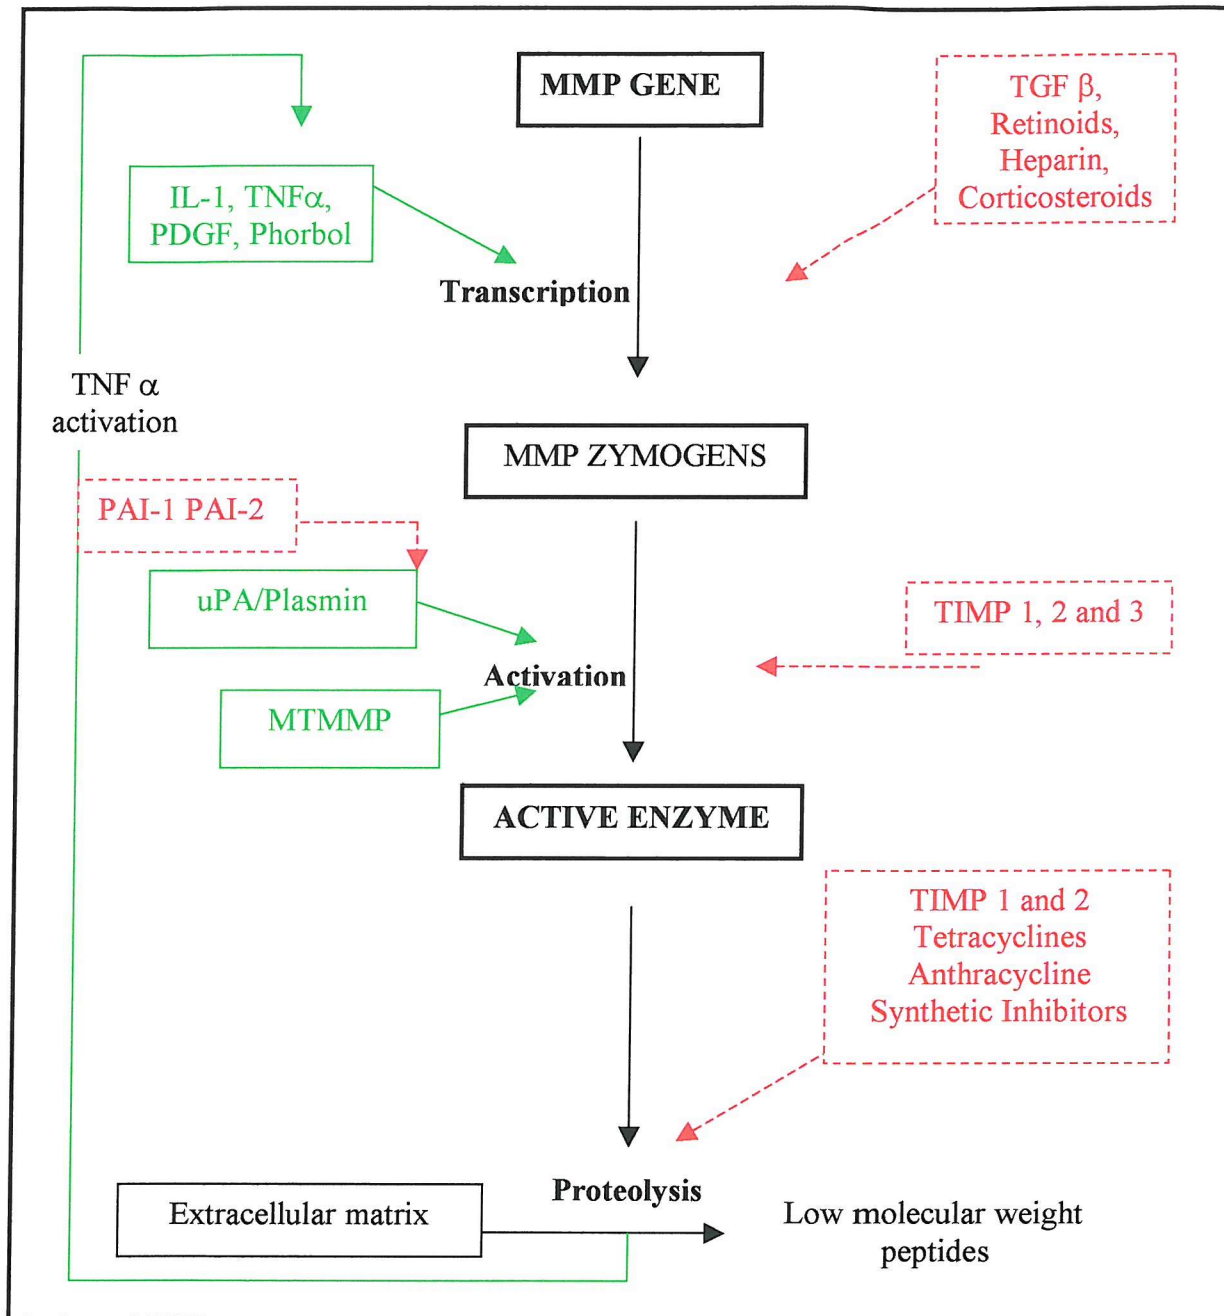 MMP GENE
TGF β,
Retinoids,
Heparin,
Corticosteroids
IL-1, TNFα,
PDGF, Phorbol
Transcription
TNF α
activation
MMP ZYMOGENS
PAI-1 PAI-2
uPA/Plasmin
TIMP 1, 2 and 3
Activation
MTMMP
ACTIVE ENZYME
TIMP 1 and 2
Tetracyclines
Anthracycline
Synthetic Inhibitors
Proteolysis
Extracellular matrix
Low molecular weight
peptides